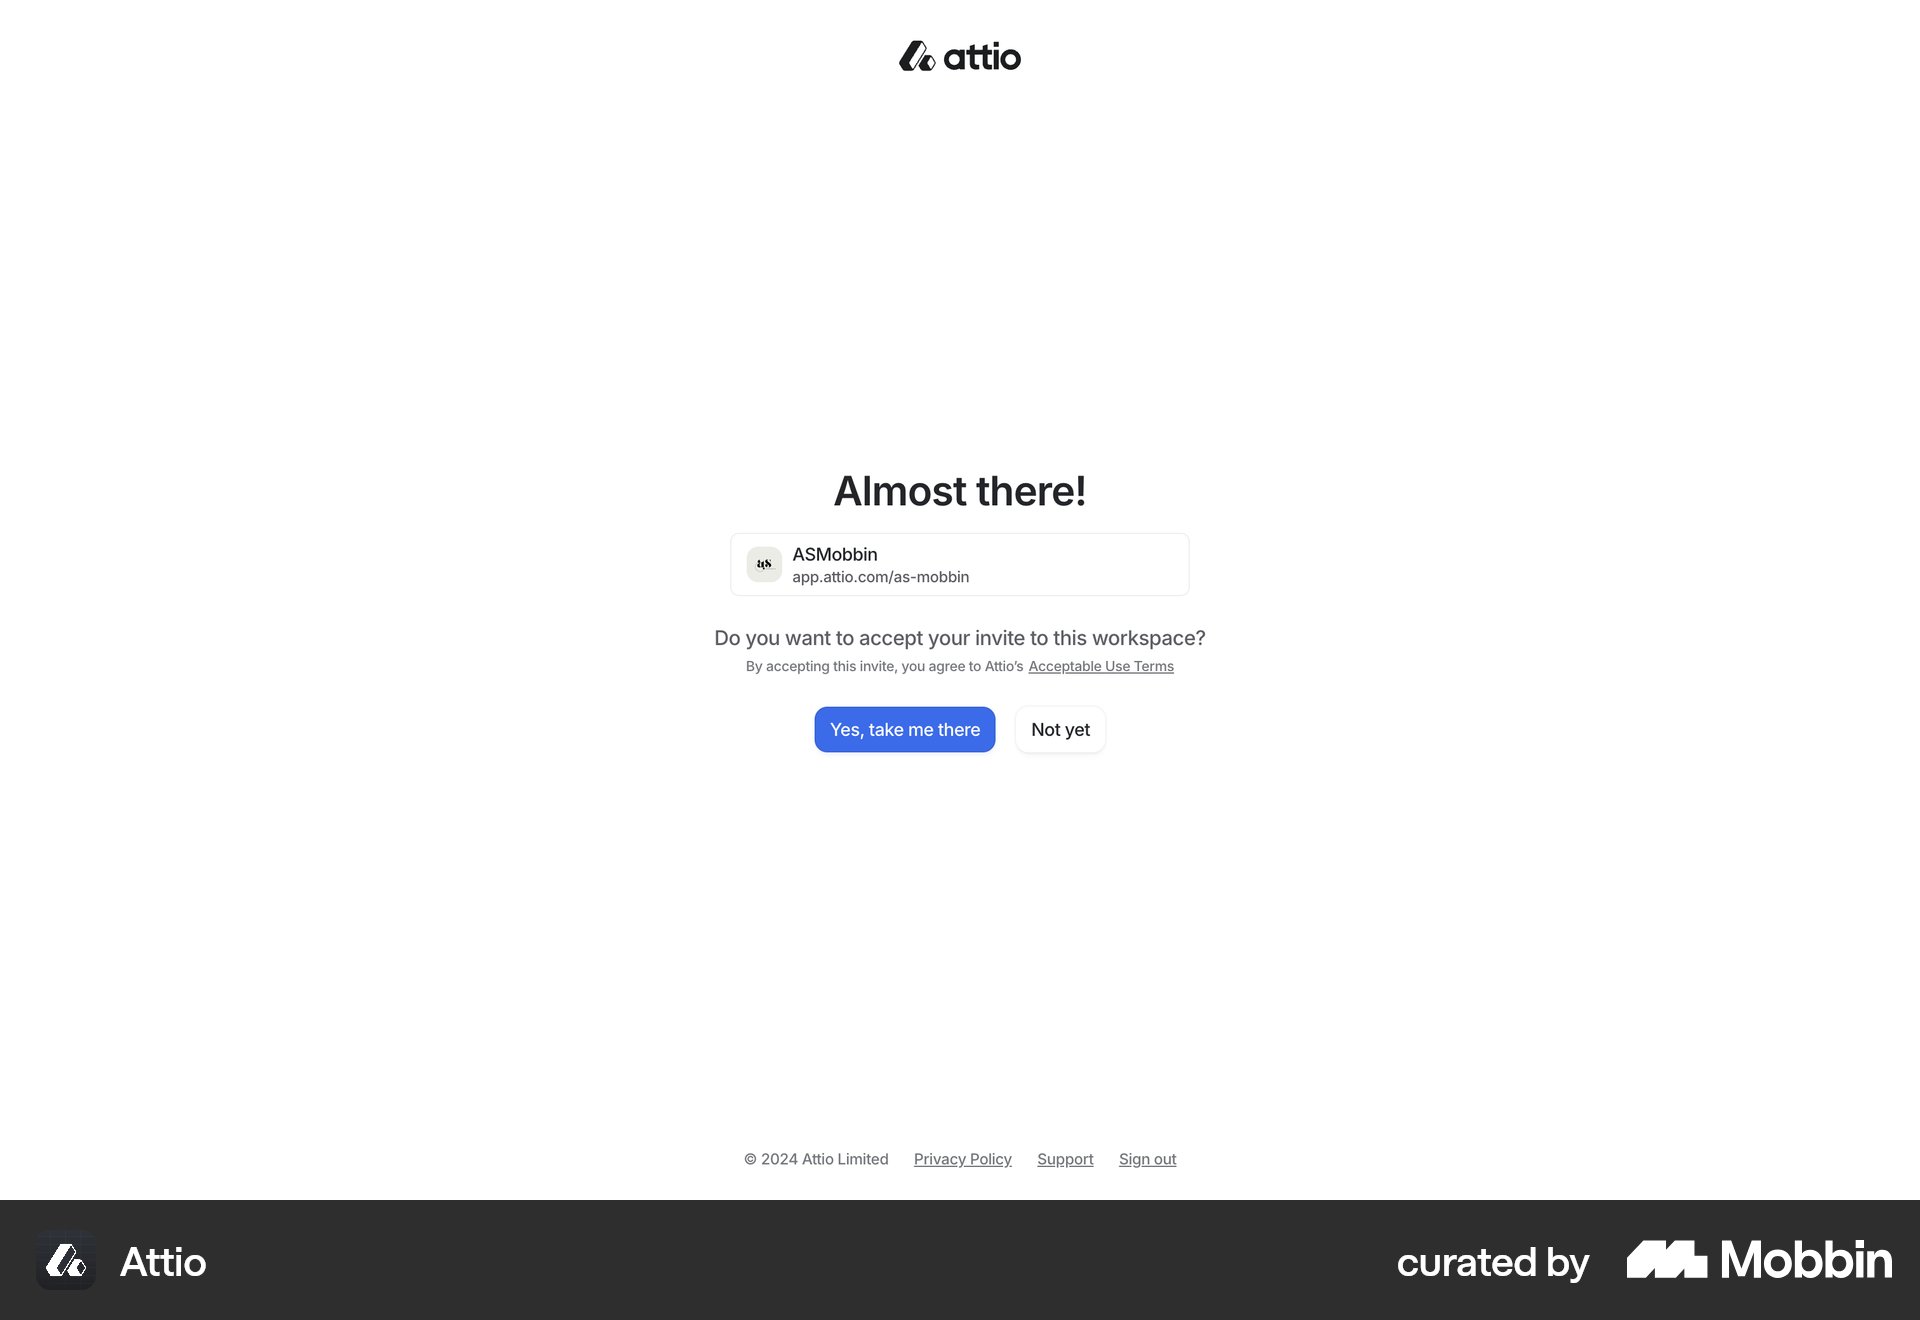 attio
Almost there!
as
ASMobbin
app.attio.com/as-mobbin
Do you want to accept your invite to this workspace?
By accepting this invite, you agree to Attio’s Acceptable Use Terms
Yes, take me there
Not yet
© 2024 Attio Limited Privacy Policy Support Sign out
Attio
curated by Mobbin